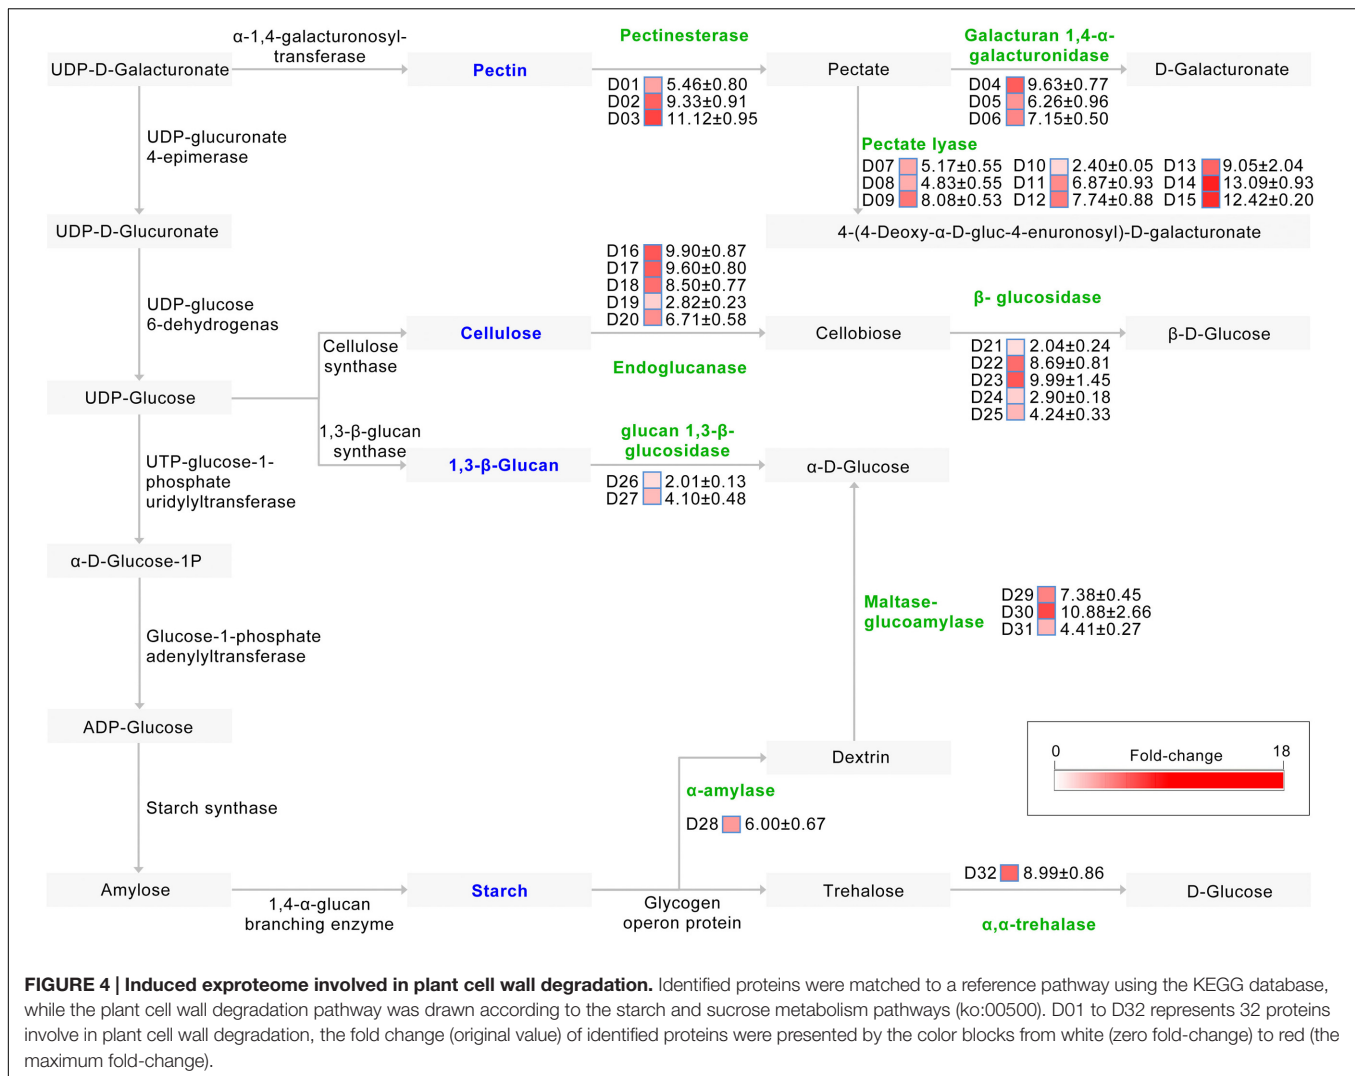 α-1,4-galacturonosyl-
transferase
Pectinesterase
Galacturan 1,4-α-
galacturonidase
UDP-D-Galacturonate
Pectin
Pectate
D-Galacturonate
D01 5.46±0.80
D02 9.33±0.91
D03 11.12±0.95
D04 9.63±0.77
D05 6.26±0.96
D06 7.15±0.50
UDP-glucuronate
4-epimerase
Pectate lyase
D07 5.17±0.55 D10 2.40±0.05 D13 9.05±2.04
D08 4.83±0.55 D11 6.87±0.93 D14 13.09±0.93
D09 8.08±0.53 D12 7.74±0.88 D15 12.42±0.20
UDP-D-Glucuronate
4-(4-Deoxy-α-D-gluc-4-enuronosyl)-D-galacturonate
D16 9.90±0.87
D17 9.60±0.80
D18 8.50±0.77
D19 2.82±0.23
D20 6.71±0.58
UDP-glucose
6-dehydrogenas
β- glucosidase
Cellulose
Cellobiose
β-D-Glucose
Cellulose
synthase
Endoglucanase
D21 2.04±0.24
D22 8.69±0.81
D23 9.99±1.45
D24 2.90±0.18
D25 4.24±0.33
UDP-Glucose
1,3-β-glucan
synthase
glucan 1,3-β-
glucosidase
1,3-β-Glucan
α-D-Glucose
UTP-glucose-1-
phosphate
uridylyltransferase
D26 2.01±0.13
D27 4.10±0.48
α-D-Glucose-1P
Maltase-
glucoamylase
D29 7.38±0.45
D30 10.88±2.66
D31 4.41±0.27
Glucose-1-phosphate
adenylyltransferase
ADP-Glucose
Dextrin
0 Fold-change 18
Starch synthase
α-amylase
D28 6.00±0.67
Amylose
Starch
Trehalose
D32 8.99±0.86
D-Glucose
1,4-α-glucan
branching enzyme
Glycogen
operon protein
α,α-trehalase
FIGURE 4 | Induced exproteome involved in plant cell wall degradation. Identified proteins were matched to a reference pathway using the KEGG database,
while the plant cell wall degradation pathway was drawn according to the starch and sucrose metabolism pathways (ko:00500). D01 to D32 represents 32 proteins
involve in plant cell wall degradation, the fold change (original value) of identified proteins were presented by the color blocks from white (zero fold-change) to red (the
maximum fold-change).